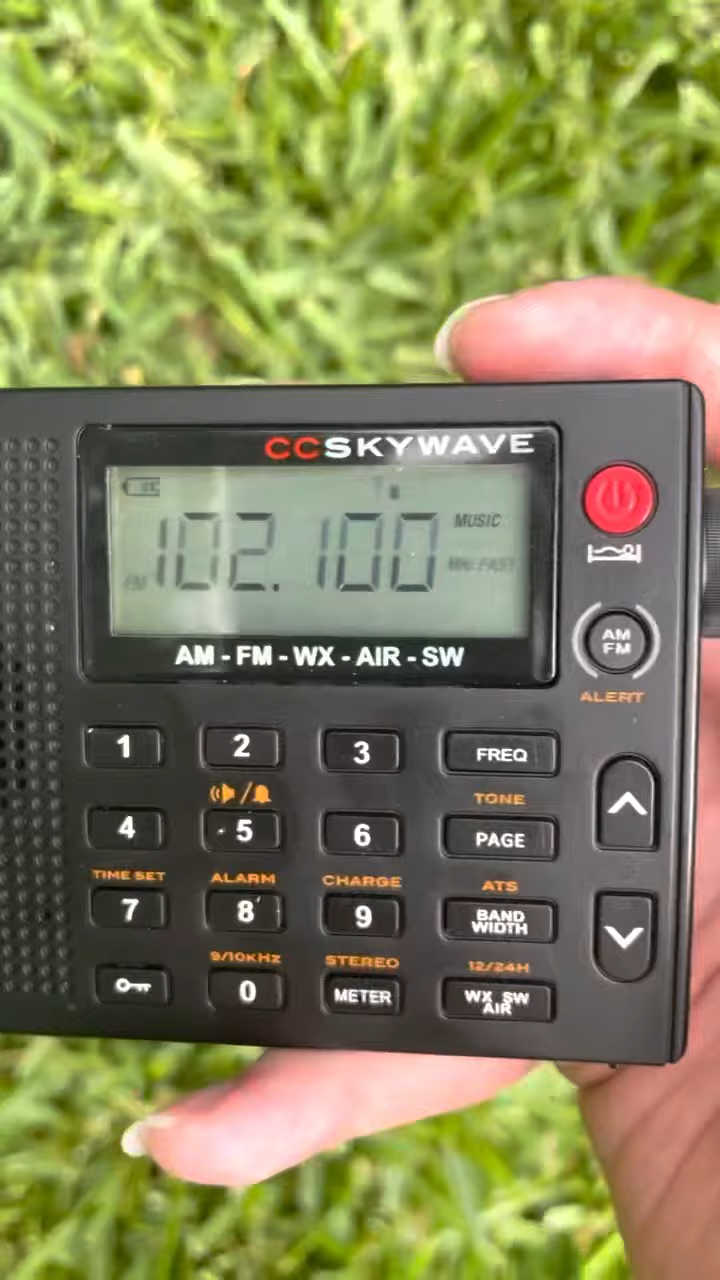 CCSKYWAVE
102.100
MUSIC
FM
MHz FAST
AM - FM - WX - AIR - SW
AM
FM
ALERT
1
2
3
FREQ
TONE
4
5
6
PAGE
TIME SET
ALARM
CHARGE
ATS
7
8
9
BAND
WIDTH
9/10KHZ
STEREO
12/24H
0
METER
WX SW
AIR